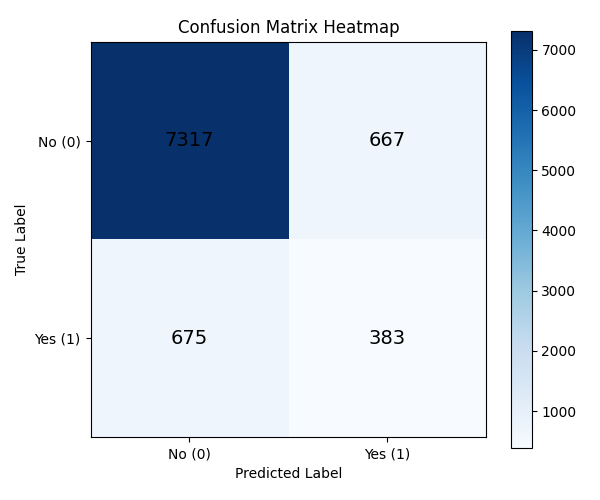 Confusion Matrix Heatmap
True Label
No (0)
Yes (1)
7317
667
675
383
No (0)
Yes (1)
Predicted Label
7000
6000
5000
4000
3000
2000
1000